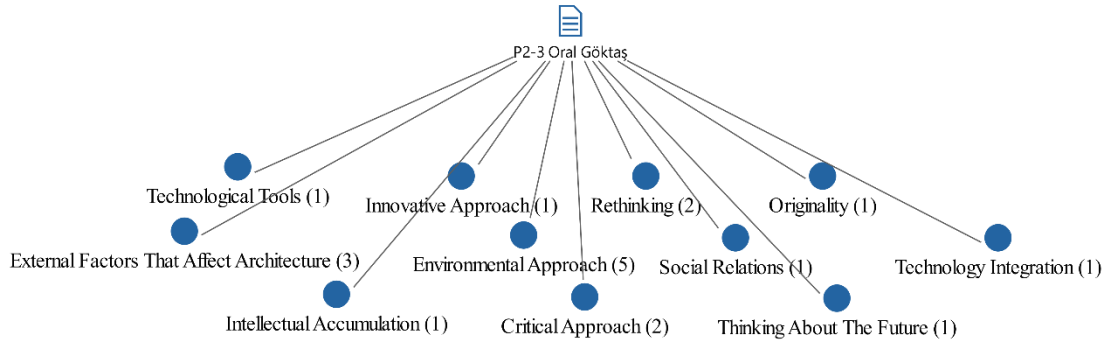 P2-3 Oral Göktaş
Technological Tools (1)
Innovative Approach (1)
Rethinking (2)
Originality (1)
External Factors That Affect Architecture (3)
Environmental Approach (5)
Social Relations (1)
Technology Integration (1)
Intellectual Accumulation (1)
Critical Approach (2)
Thinking About The Future (1)